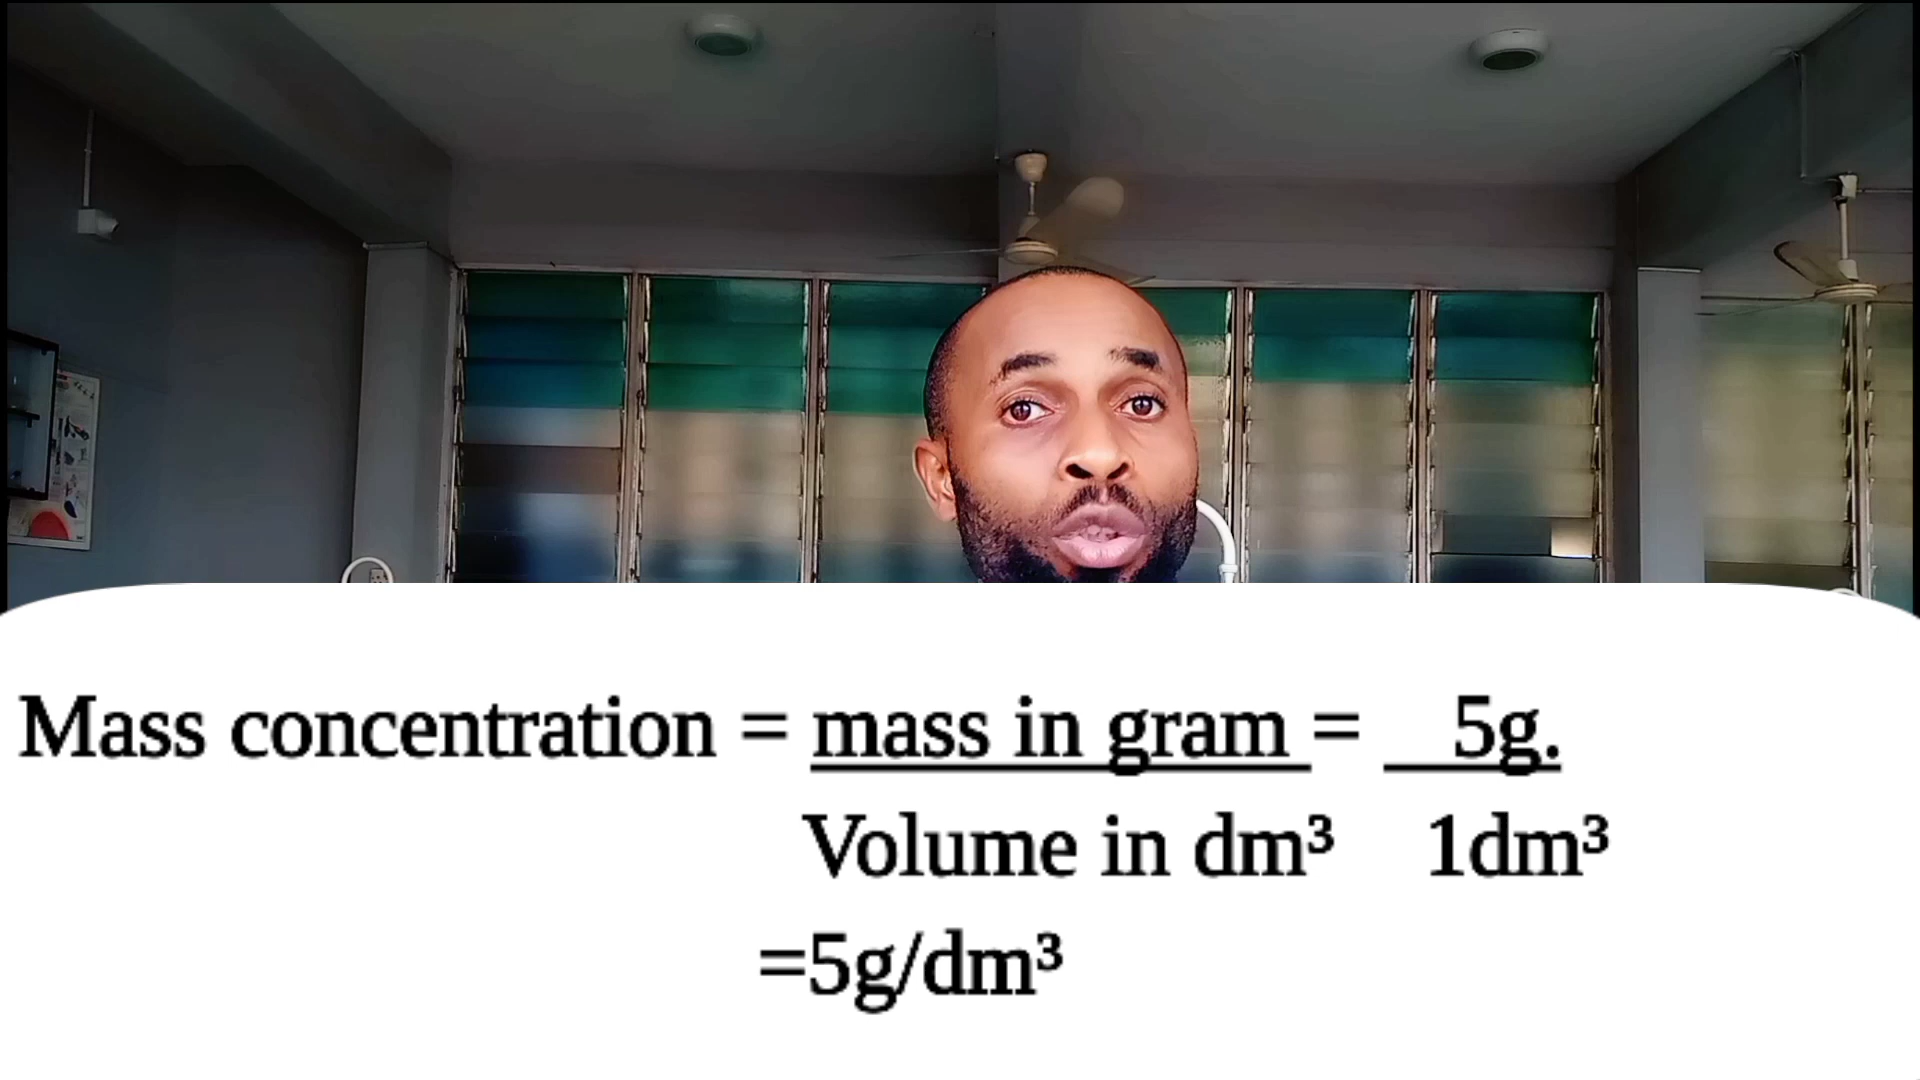 Mass concentration = mass in gram = 5g.
Volume in dm³ 1dm³
=5g/dm³